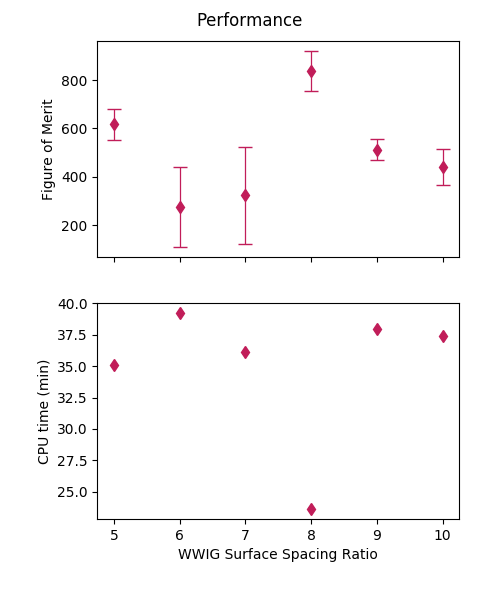 Performance
Figure of Merit
800
600
400
200
CPU time (min)
40.0
37.5
35.0
32.5
30.0
27.5
25.0
5 6 7 8 9 10
WWIG Surface Spacing Ratio